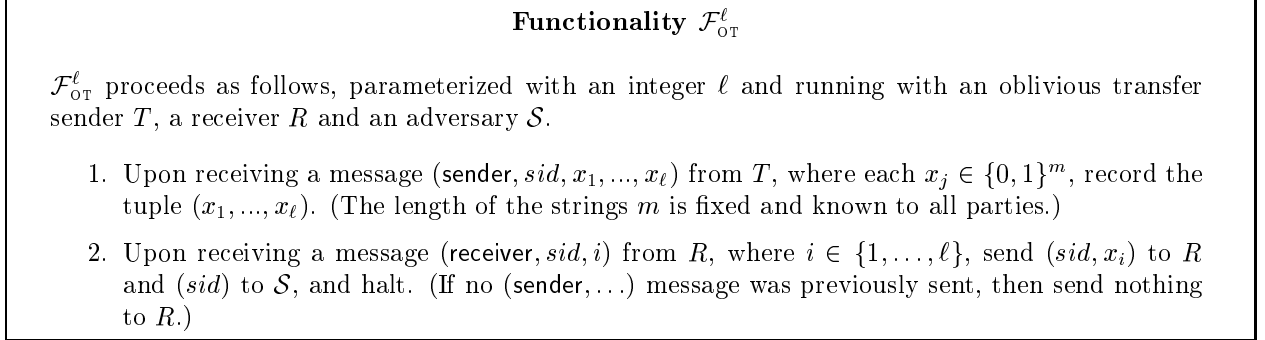 Functionality $\mathcal{F}_{\text{OT}}^{\ell}$
$\mathcal{F}_{\text{OT}}^{\ell}$ proceeds as follows, parameterized with an integer $\ell$ and running with an oblivious transfer
sender $T$, a receiver $R$ and an adversary $\mathcal{S}$.
1. Upon receiving a message (sender, $sid, x_1, ..., x_\ell$) from $T$, where each $x_j \in \{0,1\}^m$, record the
tuple $(x_1, ..., x_\ell)$. (The length of the strings $m$ is fixed and known to all parties.)
2. Upon receiving a message (receiver, $sid, i$) from $R$, where $i \in \{1, \ldots, \ell\}$, send $(sid, x_i)$ to $R$
and $(sid)$ to $\mathcal{S}$, and halt. (If no (sender, $\ldots$) message was previously sent, then send nothing
to $R$.)